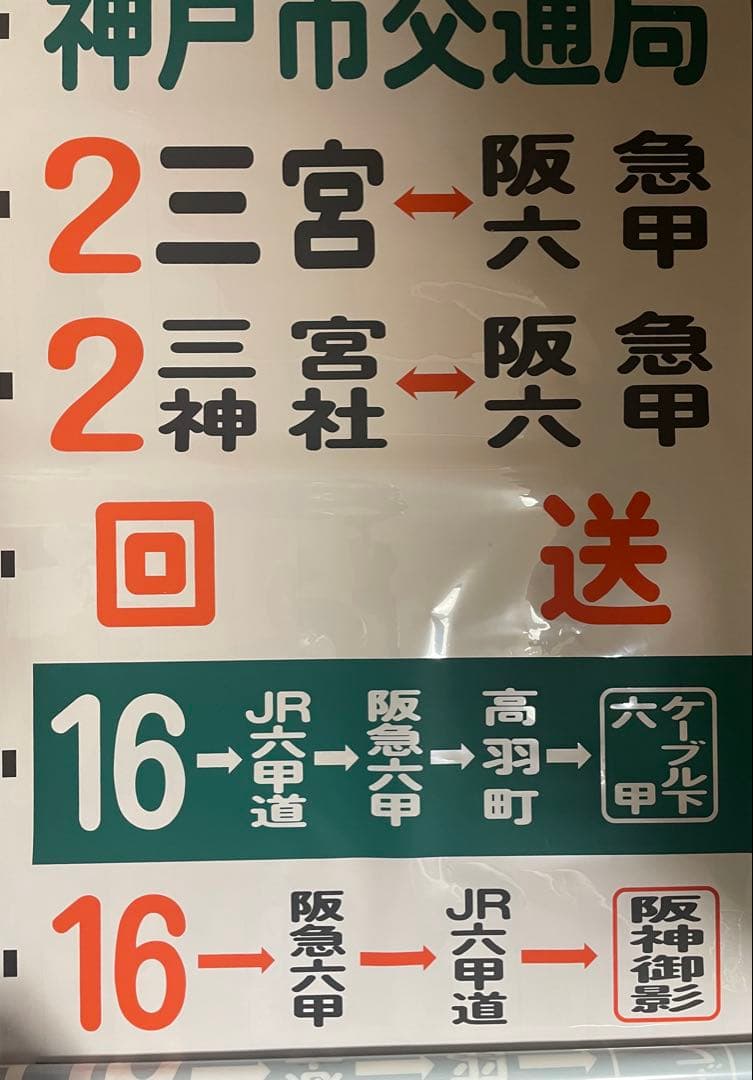 神戸市交通局
2 三宮↔阪急六甲
2 三宮神社↔阪急六甲
回送
16→JR六甲道→阪急六甲→高羽町→六甲ケーブル下
16→阪急六甲→JR六甲道→阪神御影